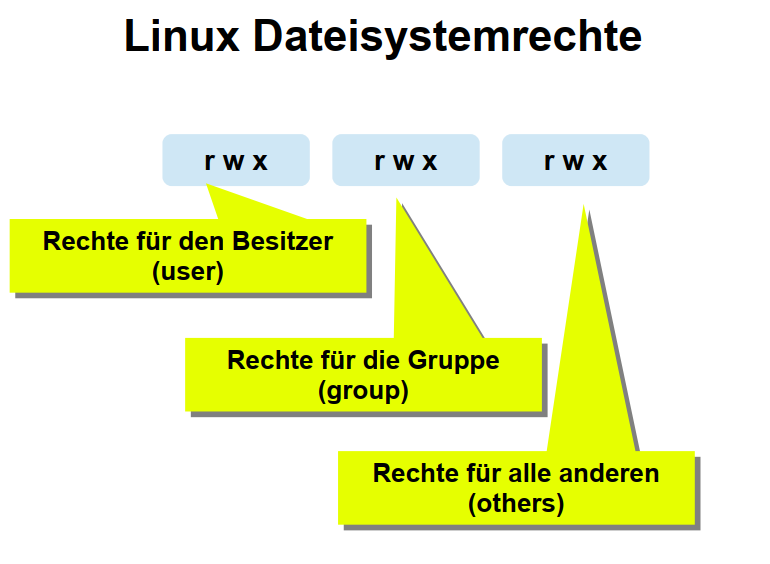 Linux Dateisystemrechte
r w x
r w x
r w x
Rechte für den Besitzer
(user)
Rechte für die Gruppe
(group)
Rechte für alle anderen
(others)